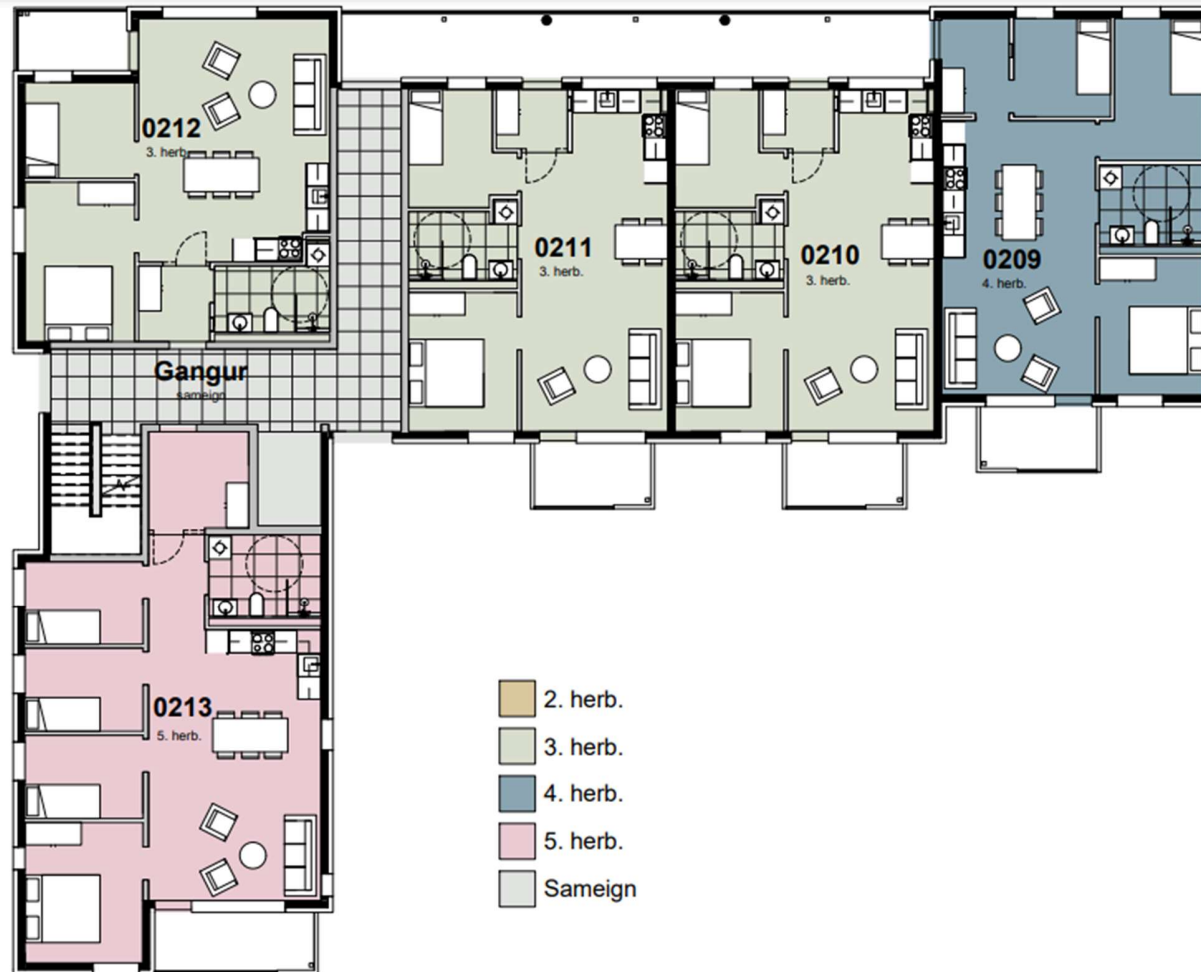 0212
3. herb.
0211
3. herb.
0210
3. herb.
0209
4. herb.
Gangur
sameign
0213
5. herb.
2. herb.
3. herb.
4. herb.
5. herb.
Sameign